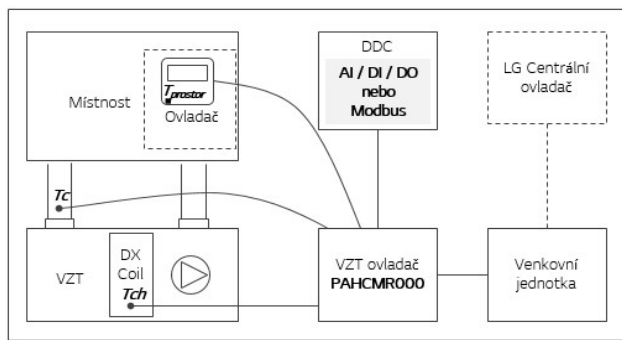 Místnost
Tprostor
Ovladač
DDC
AI / DI / DO
nebo
Modbus
LG Centrální
ovladač
Tc
VZT
DX
Coil
Tch
VZT ovladač
PAHCMR000
Venkovní
jednotka